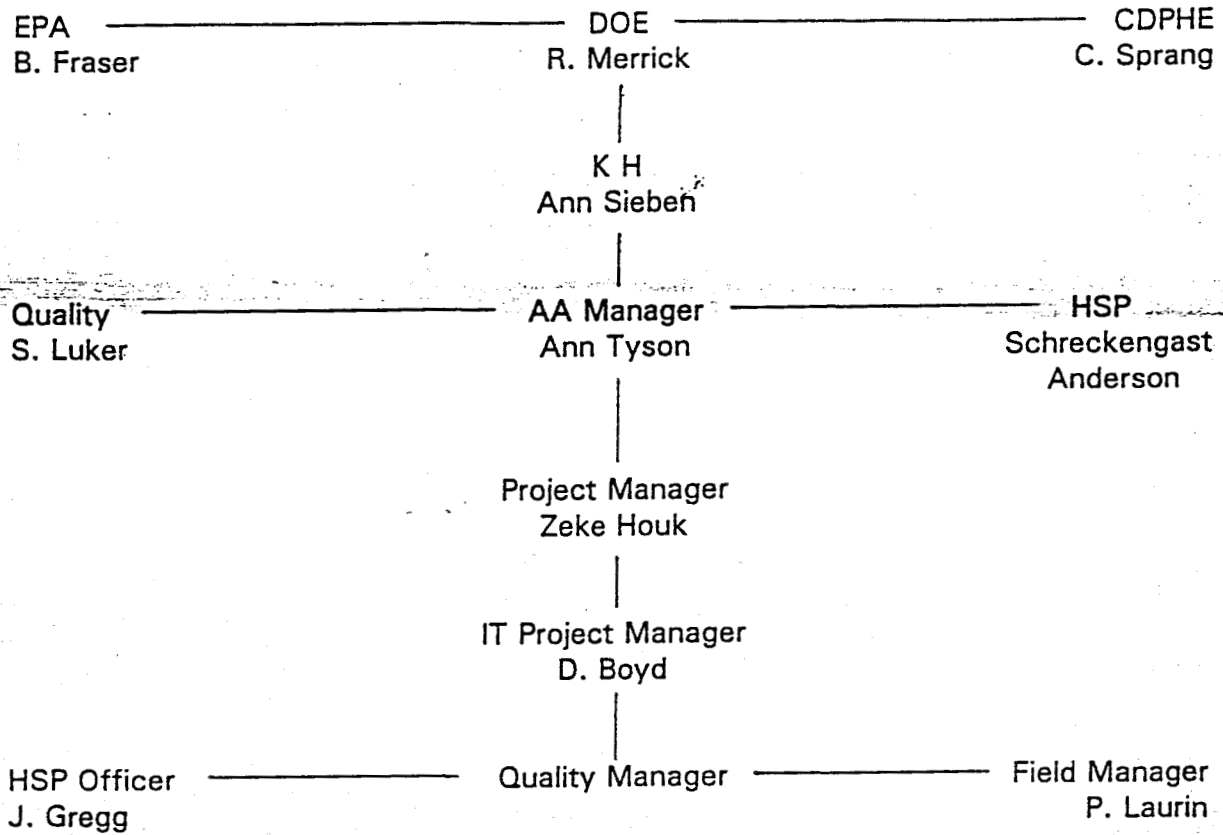 EPA DOE CDPHE
B. Fraser R. Merrick C. Sprang
K H
Ann Sieben
Quality AA Manager HSP
S. Luker Ann Tyson Schreckengast
Anderson
Project Manager
Zeke Houk
IT Project Manager
D. Boyd
HSP Officer Quality Manager Field Manager
J. Gregg P. Laurin